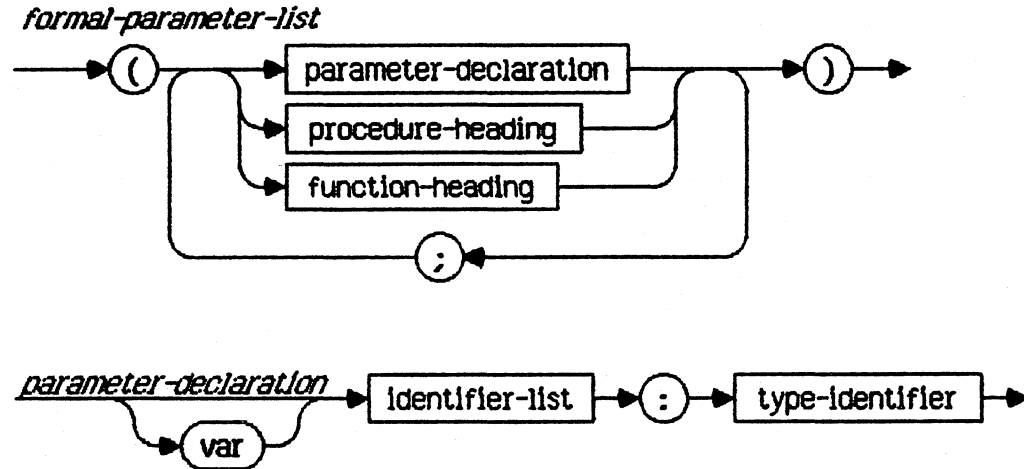 formal-parameter-list
( parameter-declaration )
procedure-heading
function-heading
;
parameter-declaration
identifier-list : type-identifier
var